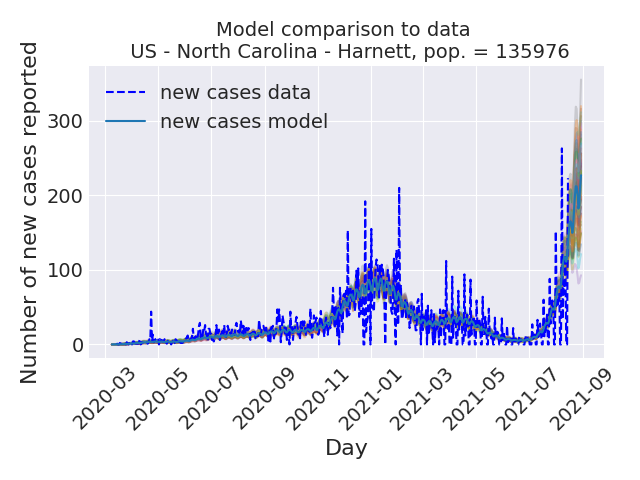 Model comparison to data
US - North Carolina - Harnett, pop. = 135976
new cases data
new cases model
Number of new cases reported
300
200
100
0
2020-03
2020-05
2020-07
2020-09
2020-11
2021-01
2021-03
2021-05
2021-07
2021-09
Day